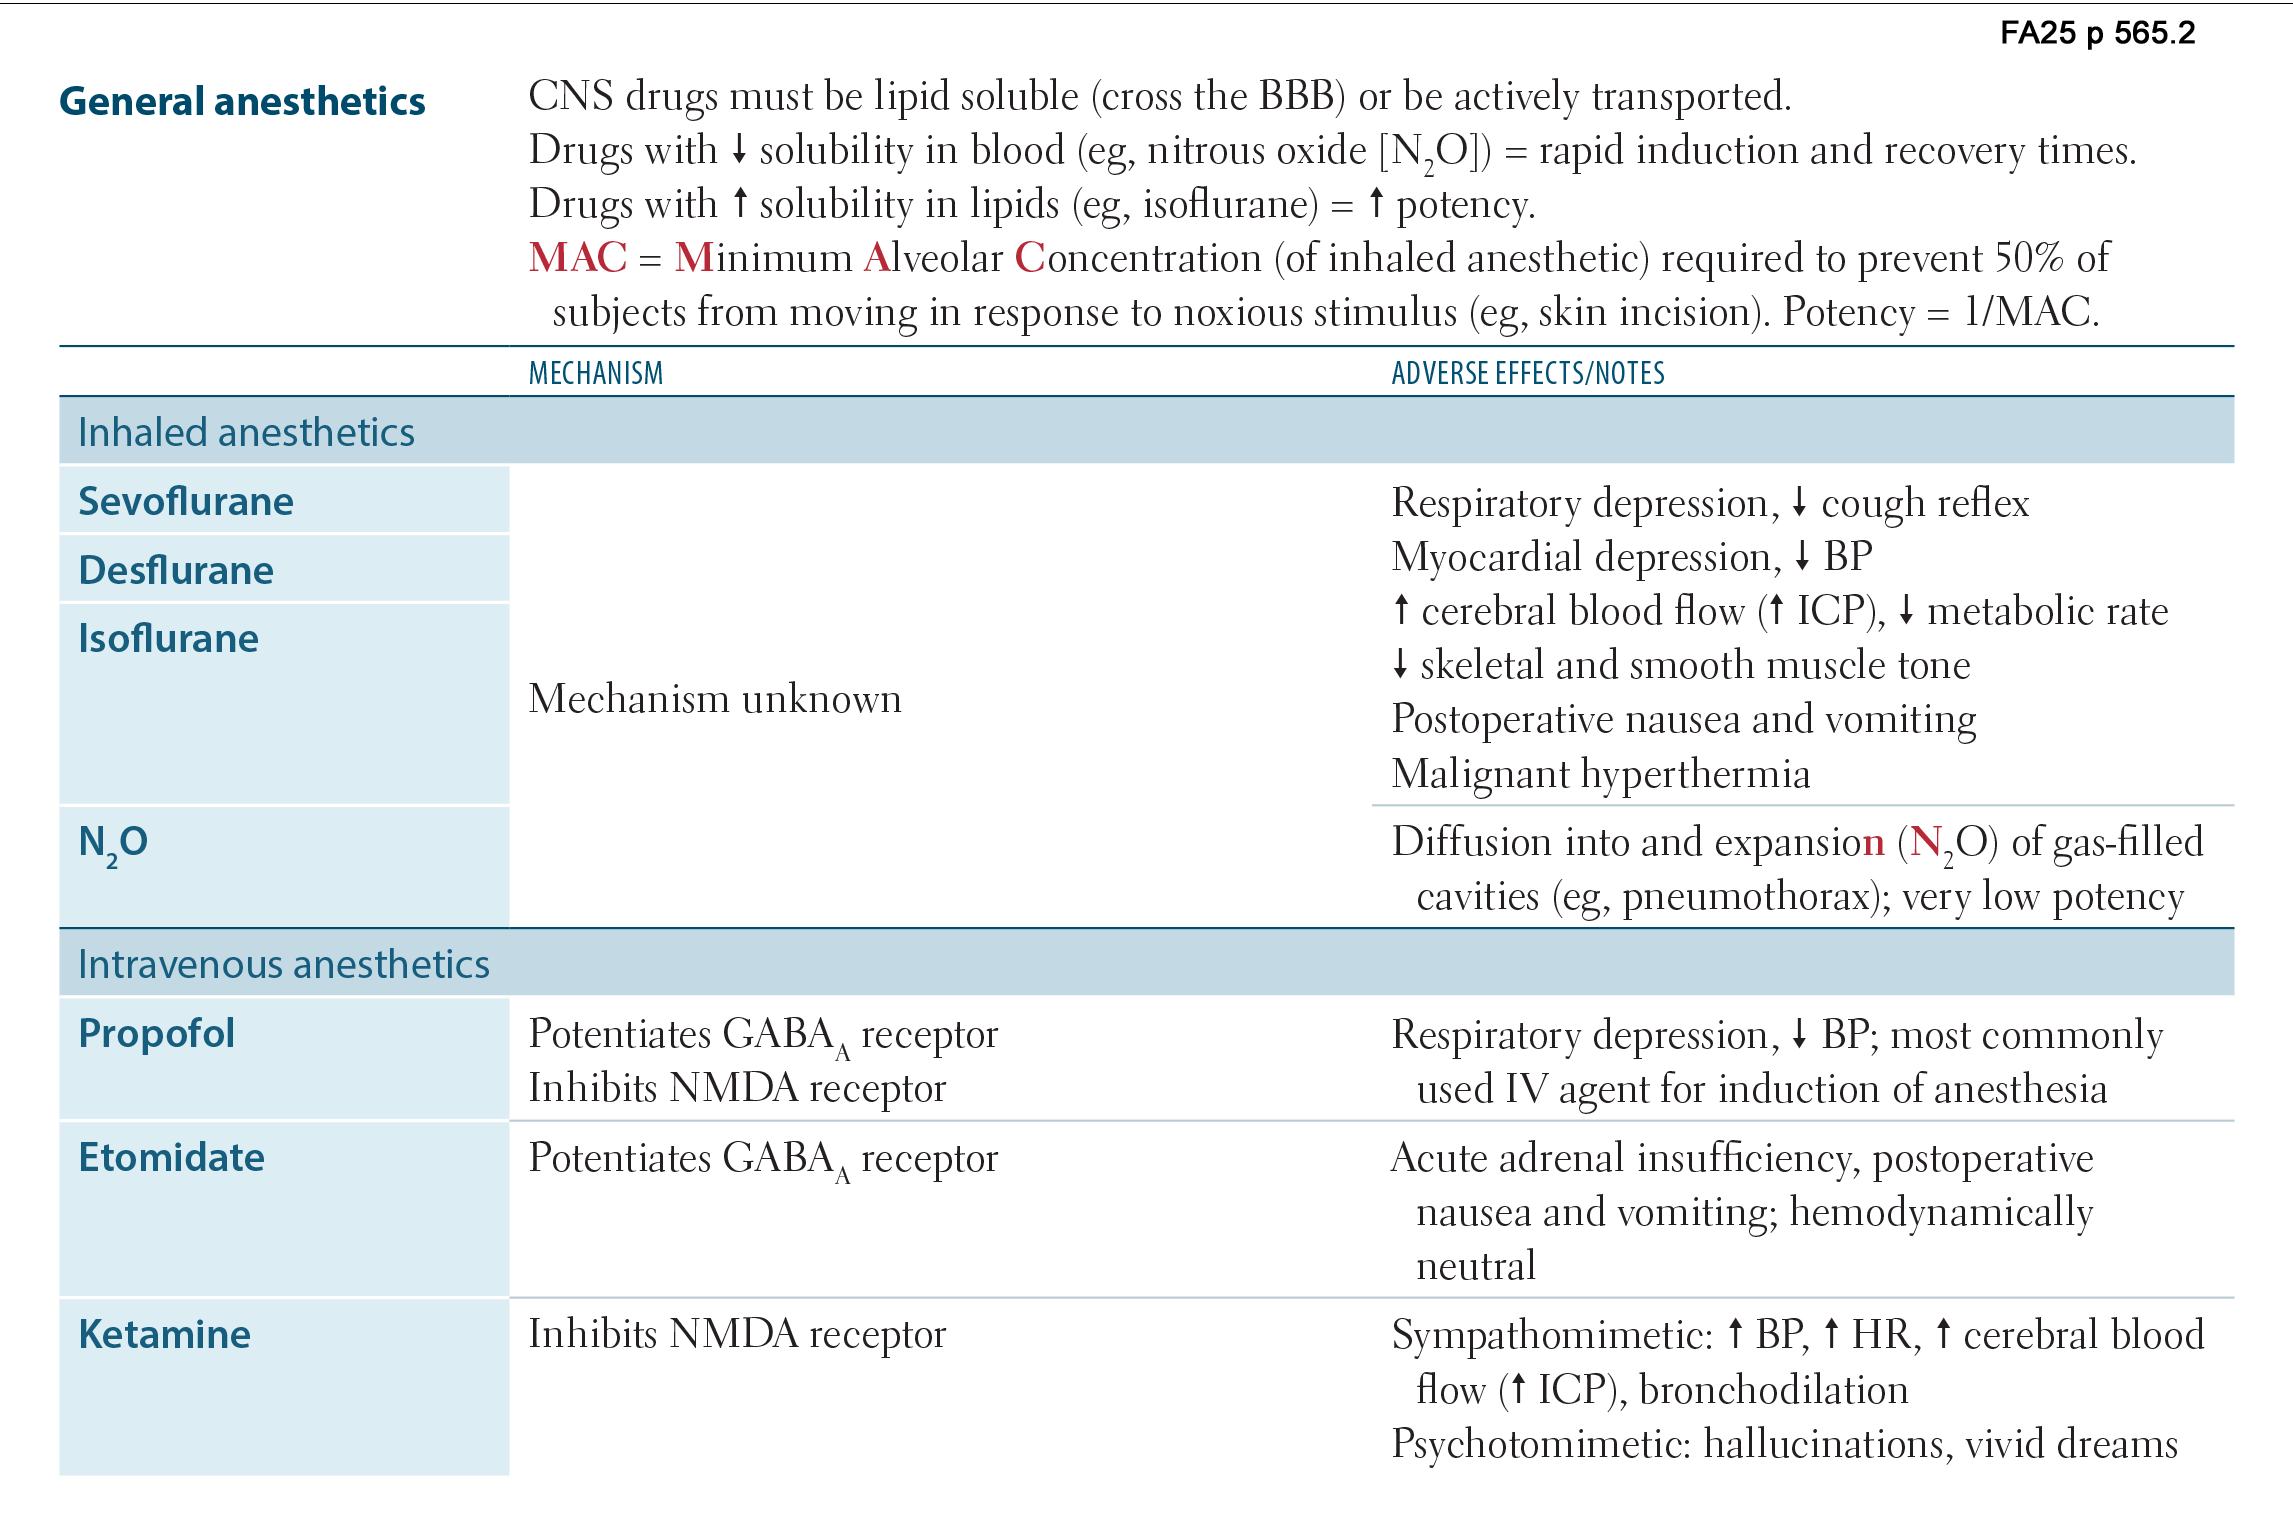 FA25 p 565.2
General anesthetics
CNS drugs must be lipid soluble (cross the BBB) or be actively transported.
Drugs with ↓ solubility in blood (eg, nitrous oxide [N₂O]) = rapid induction and recovery times.
Drugs with ↑ solubility in lipids (eg, isoflurane) = ↑ potency.
MAC = Minimum Alveolar Concentration (of inhaled anesthetic) required to prevent 50% of
subjects from moving in response to noxious stimulus (eg, skin incision). Potency = 1/MAC.
MECHANISM
ADVERSE EFFECTS/NOTES
Inhaled anesthetics
Sevoflurane
Desflurane
Isoflurane
Mechanism unknown
Respiratory depression, ↓ cough reflex
Myocardial depression, ↓ BP
↑ cerebral blood flow (↑ ICP), ↓ metabolic rate
↓ skeletal and smooth muscle tone
Postoperative nausea and vomiting
Malignant hyperthermia
N₂O
Diffusion into and expansion (N₂O) of gas-filled
cavities (eg, pneumothorax); very low potency
Intravenous anesthetics
Propofol
Potentiates GABA_A receptor
Inhibits NMDA receptor
Respiratory depression, ↓ BP; most commonly
used IV agent for induction of anesthesia
Etomidate
Potentiates GABA_A receptor
Acute adrenal insufficiency, postoperative
nausea and vomiting; hemodynamically
neutral
Ketamine
Inhibits NMDA receptor
Sympathomimetic: ↑ BP, ↑ HR, ↑ cerebral blood
flow (↑ ICP), bronchodilation
Psychotomimetic: hallucinations, vivid dreams